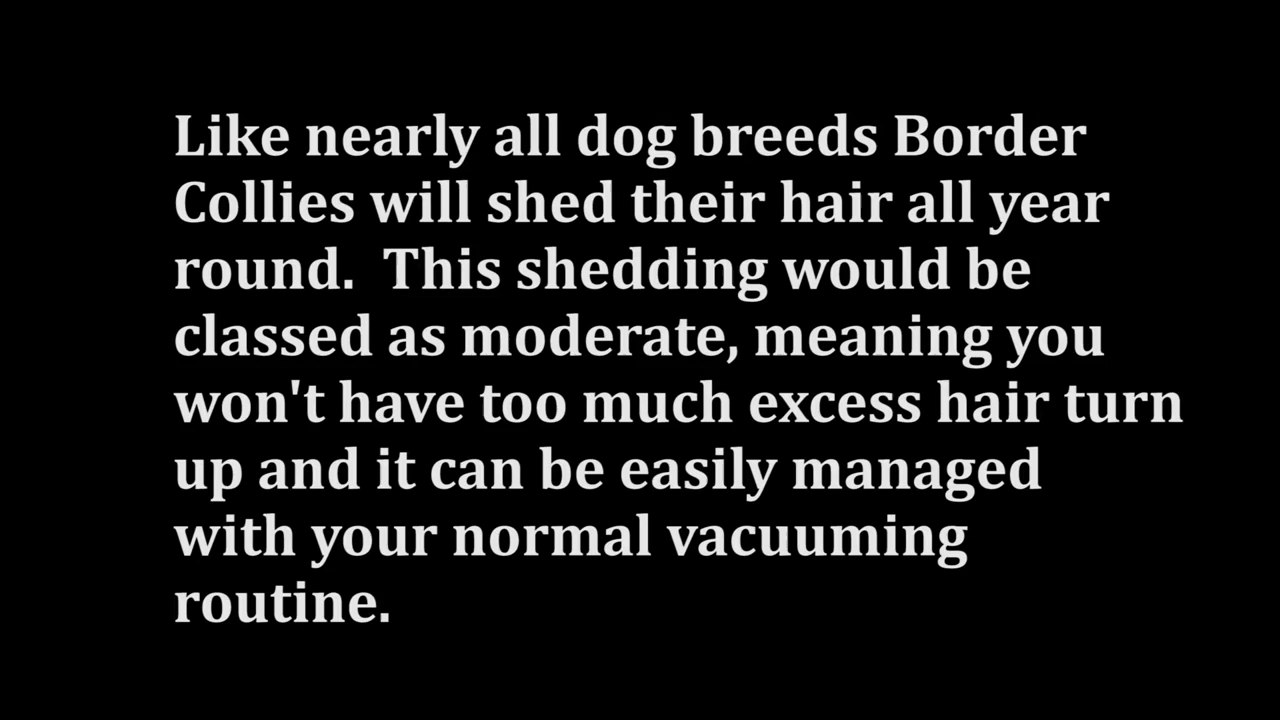 Like nearly all dog breeds Border
Collies will shed their hair all year
round.  This shedding would be
classed as moderate, meaning you
won't have too much excess hair turn
up and it can be easily managed
with your normal vacuuming
routine.